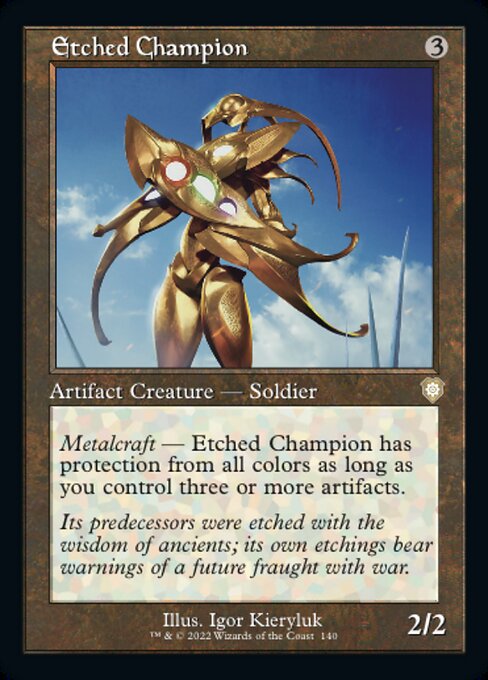 Etched Champion 3
Artifact Creature — Soldier
Metalcraft — Etched Champion has
protection from all colors as long as
you control three or more artifacts.
Its predecessors were etched with the
wisdom of ancients; its own etchings bear
warnings of a future fraught with war.
Illus. Igor Kieryluk
™ & © 2022 Wizards of the Coast 140
2/2